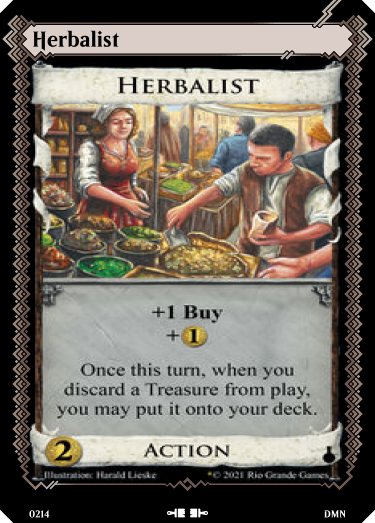 Herbalist
HERBALIST
+1 Buy
+1
Once this turn, when you
discard a Treasure from play,
you may put it onto your deck.
2
ACTION
Illustration: Harald Lieske © 2021 Rio Grande Games
0214 DMN